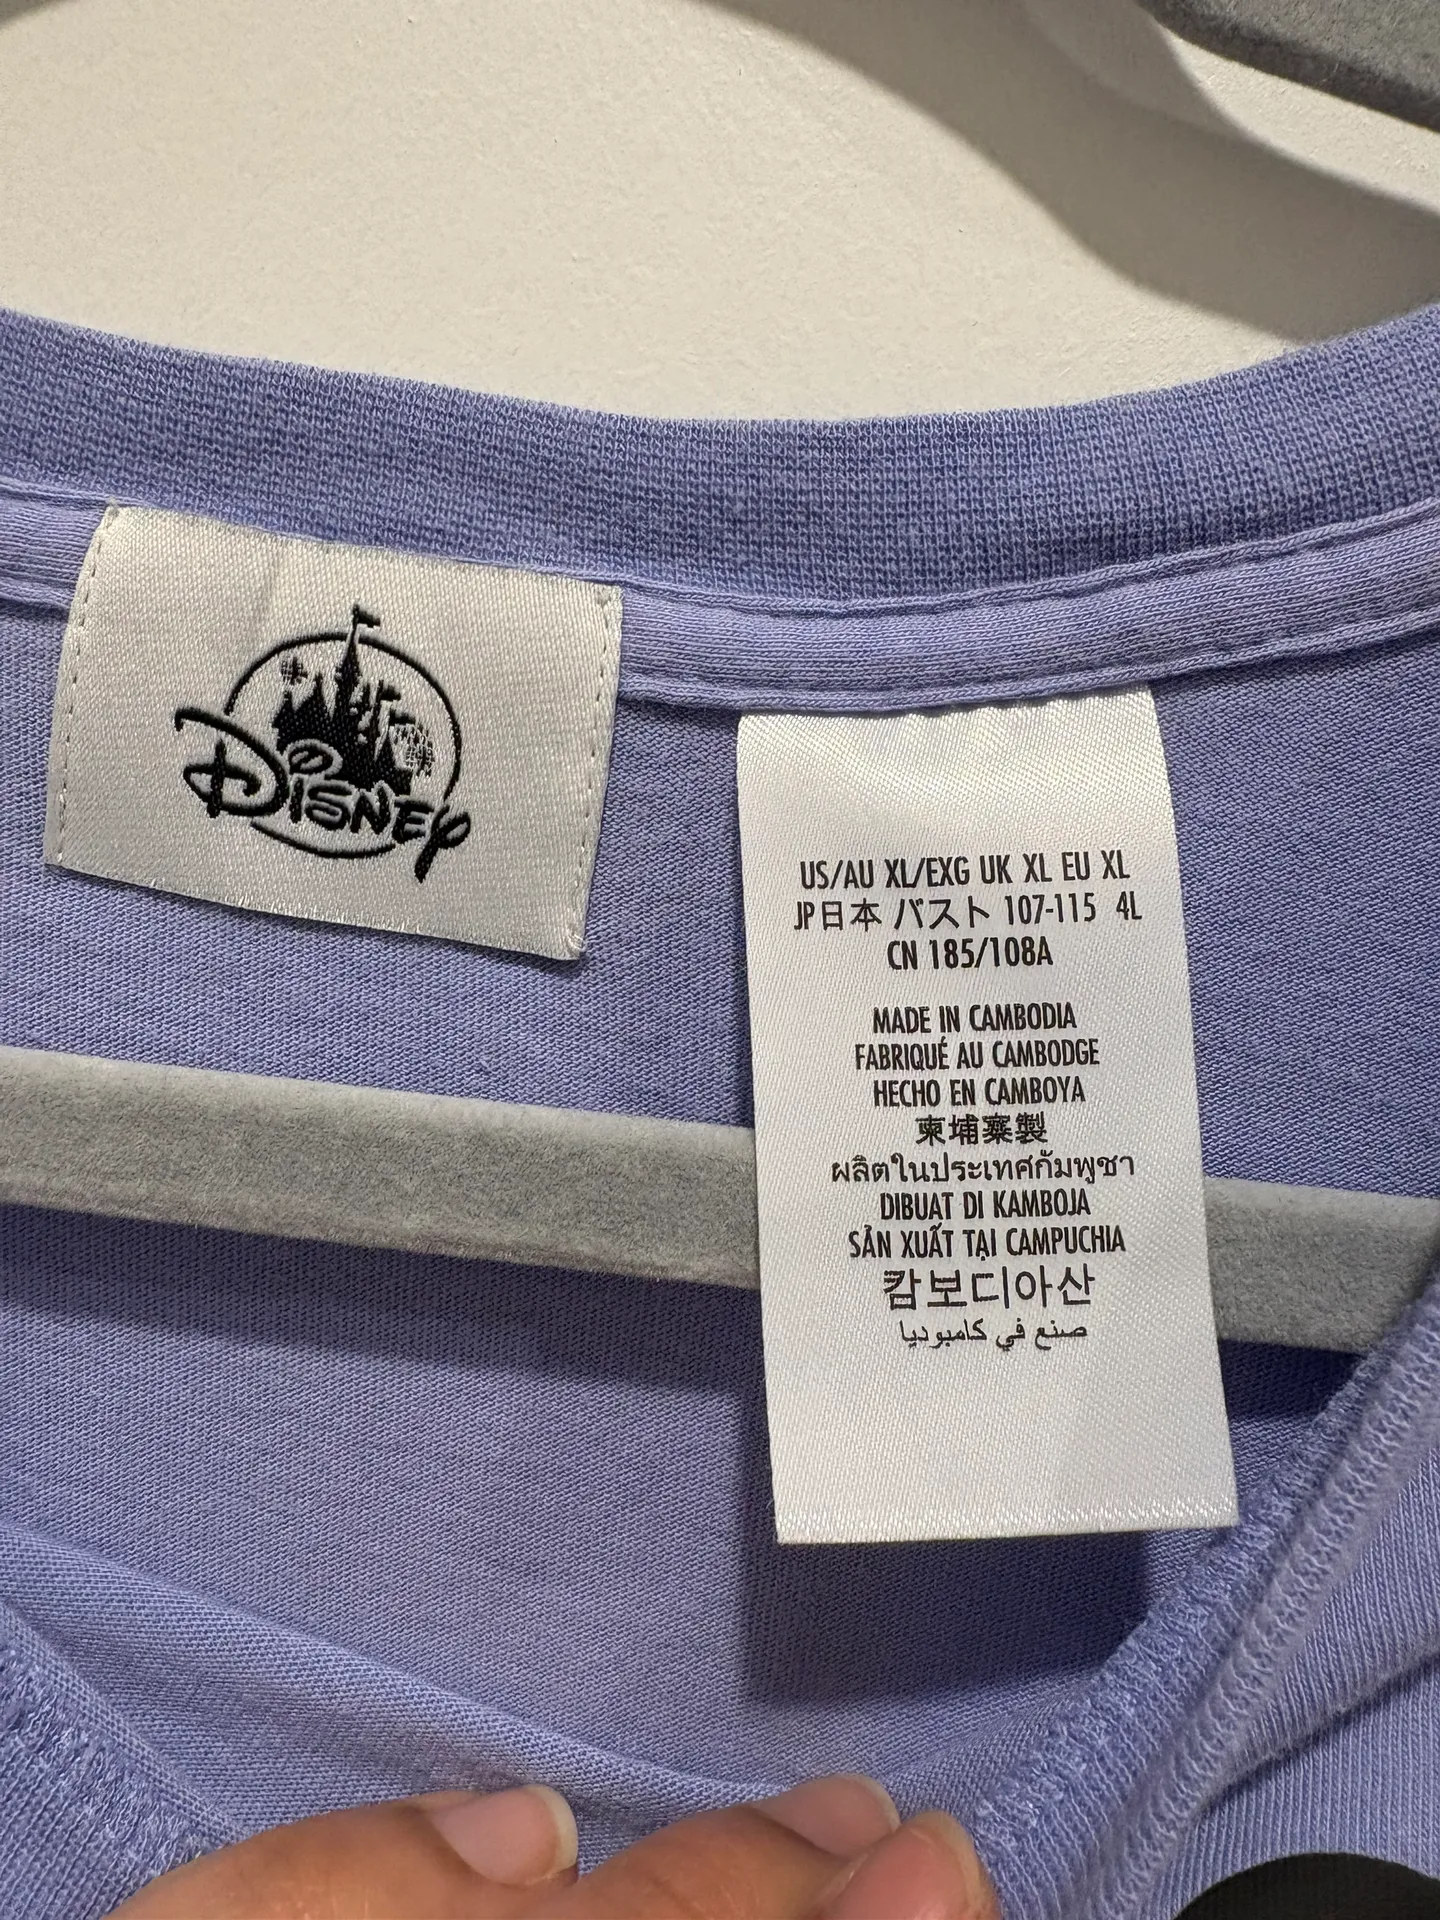 Disney
US/AU XL/EXG UK XL EU XL
JP日本 バスト 107-115 4L
CN 185/108A
MADE IN CAMBODIA
FABRIQUÉ AU CAMBODGE
HECHO EN CAMBOYA
柬埔寨製
ผลิตในประเทศกัมพูชา
DIBUAT DI KAMBOJA
SẢN XUẤT TẠI CAMPUCHIA
캄보디아산
صنع في كامبوديا